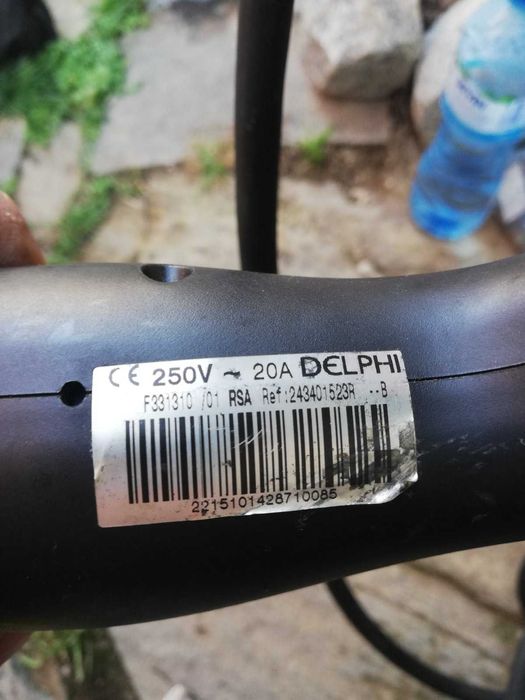 CE 250V ~ 20A DELPHI
F331310 /01 RSA Ref:243401523R --B
2215101428710085